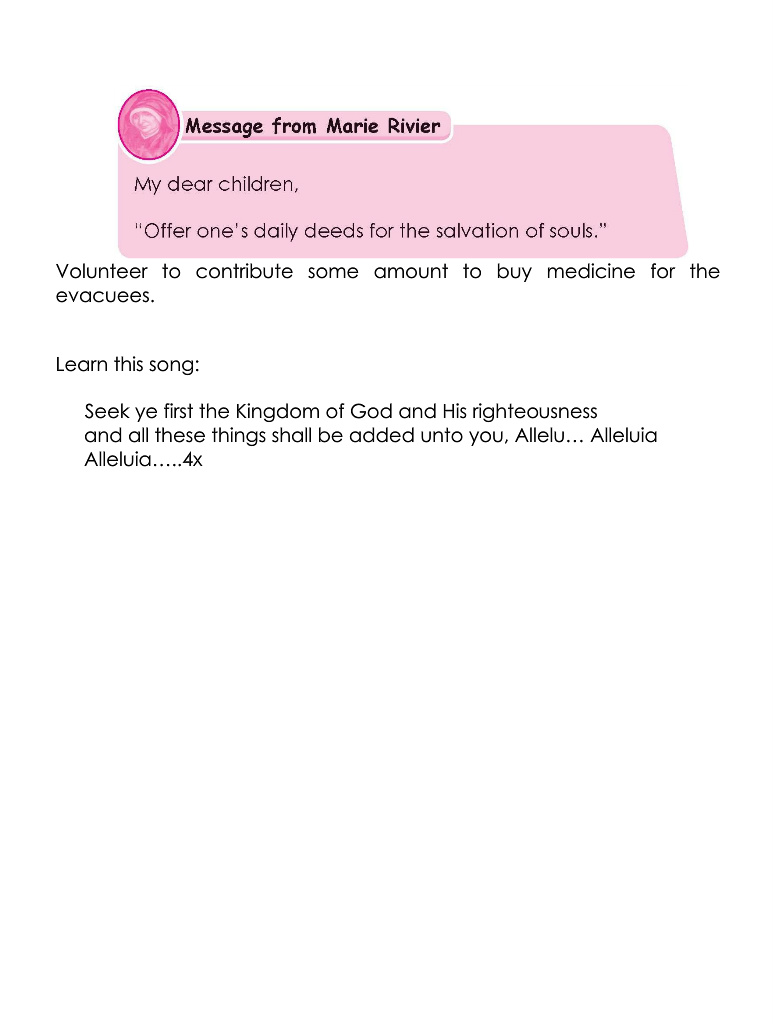 Message from Marie Rivier
My dear children,
"Offer one's daily deeds for the salvation of souls."
Volunteer to contribute some amount to buy medicine for the
evacuees.
Learn this song:
Seek ye first the Kingdom of God and His righteousness
and all these things shall be added unto you, Allelu… Alleluia
Alleluia…..4x